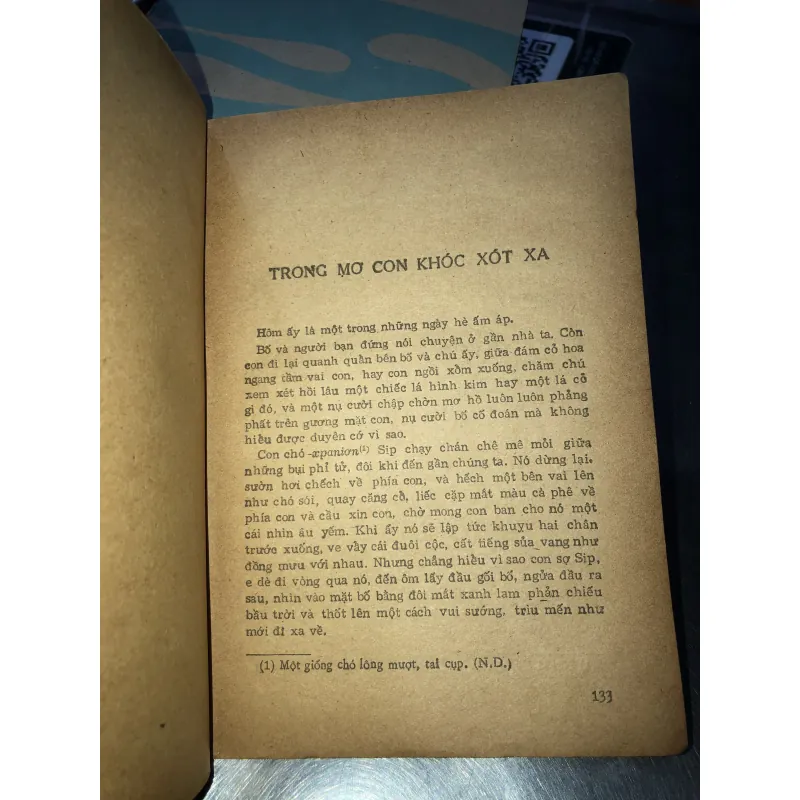 TRONG MƠ CON KHÓC XÓT XA
Hôm ấy là một trong những ngày hè ấm áp.
Bố và người bạn đứng nói chuyện ở gần nhà ta. Còn
con đi lại quanh quẩn bên bố và chú ấy, giữa đám cỏ hoa
ngang tầm vai con, hay con ngồi xổm xuống, chăm chú
xem xét hồi lâu một chiếc lá hình kim hay một lá cỏ
gì đó, và một nụ cười chập chờn mơ hồ luôn luôn phảng
phất trên gương mặt con, nụ cười bố cố đoán mà không
hiểu được duyên cớ vì sao.
Con chó -xpanion(1) Sip chạy chán chê mê mỏi giữa
những bụi phỉ tử, đôi khi đến gần chúng ta. Nó dừng lại,
sườn hơi chếch về phía con, và hếch một bên vai lên
như chó sói, quay căng cổ, liếc cặp mắt màu cà phê về
phía con và cầu xin con, chờ mong con ban cho nó một
cái nhìn âu yếm. Khi ấy nó sẽ lập tức khuỵu hai chân
trước xuống, ve vẩy cái đuôi cộc, cất tiếng sủa vang như
đồng mưu với nhau. Nhưng chẳng hiểu vì sao con sợ Sip,
e dè đi vòng qua nó, đến ôm lấy đầu gối bố, ngửa đầu ra
sau, nhìn vào mặt bố bằng đôi mắt xanh lam phản chiếu
bầu trời và thốt lên một cách vui sướng, trìu mến như
mới đi xa về.
(1) Một giống chó lông mượt, tai cụp. (N.D.)
133